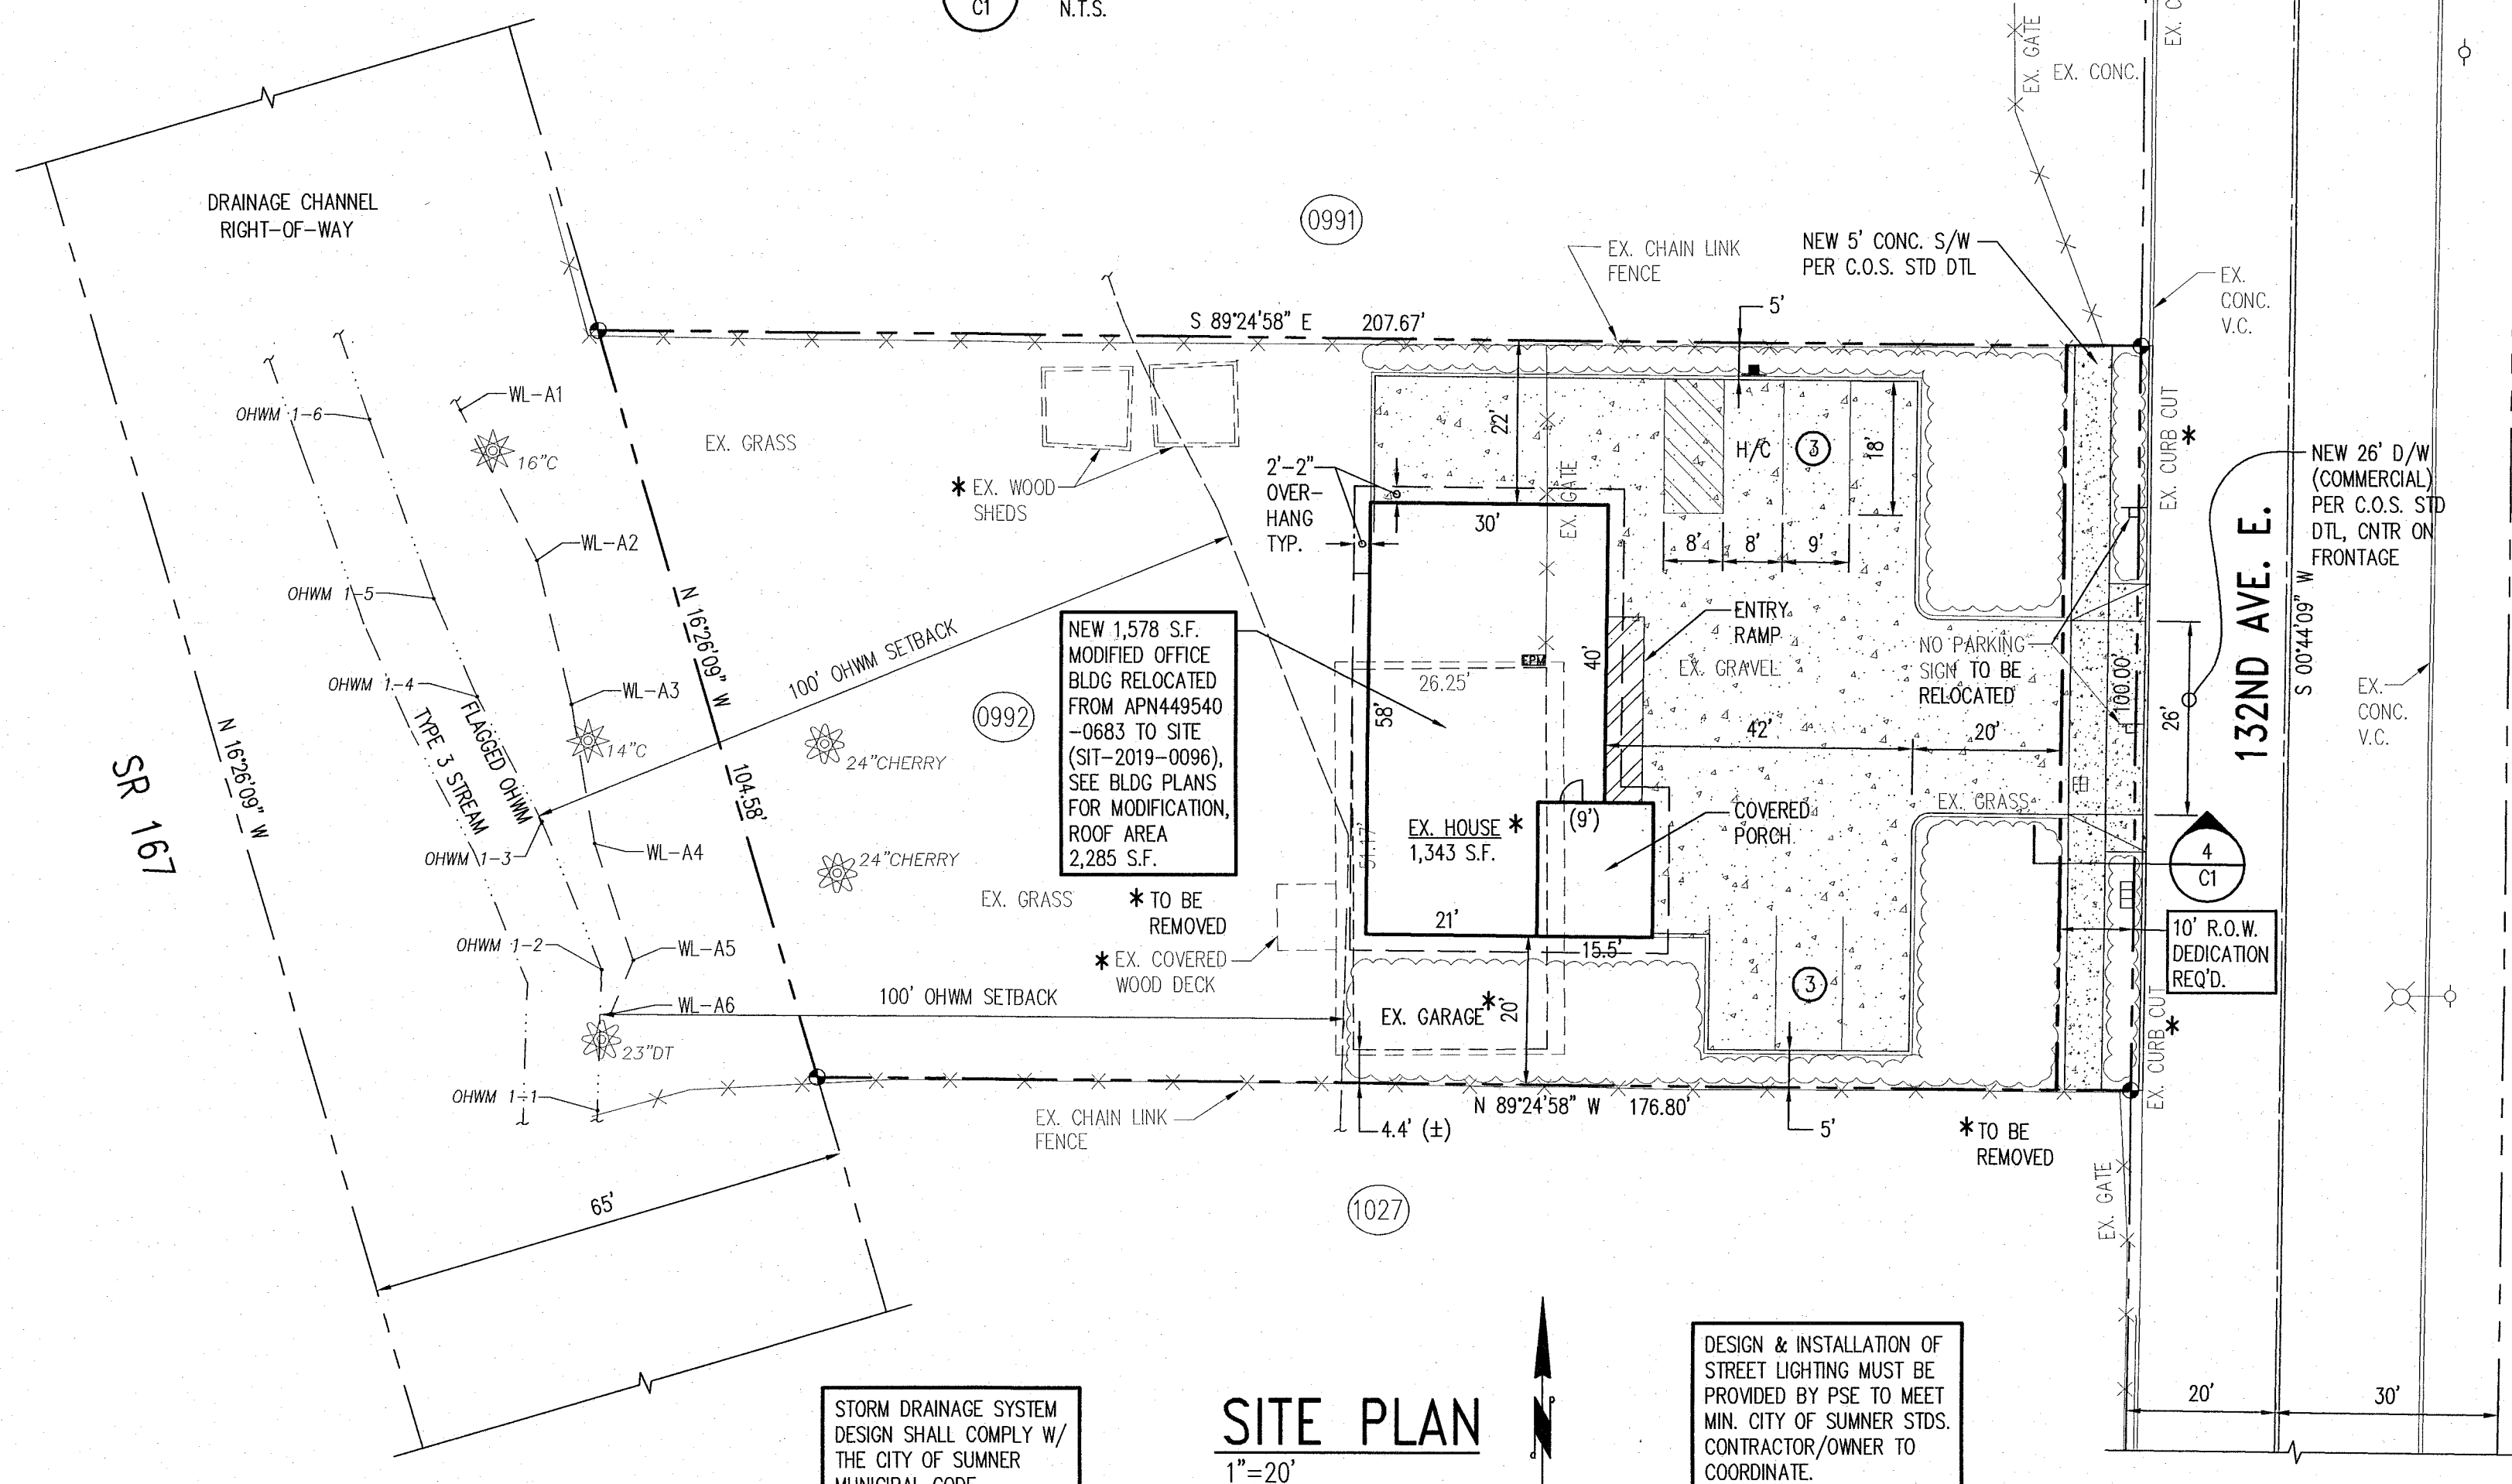 C1
N.T.S.
DRAINAGE CHANNEL
RIGHT-OF-WAY
0991
EX. GATE
EX. CONC.
EX. CHAIN LINK
FENCE
NEW 5' CONC. S/W
PER C.O.S. STD DTL
EX.
CONC.
V.C.
5'
S 89°24'58" E 207.67'
OHWM 1-6
WL-A1
16"C
EX. GRASS
* EX. WOOD
SHEDS
2'-2"
OVER-
HANG
TYP.
22'
30'
EX. GATE
H/C
3
18'
8'
8'
9'
EX. CURB CUT
*
NEW 26' D/W
(COMMERCIAL)
PER C.O.S. STD
DTL, CNTR ON
FRONTAGE
132ND AVE. E.
S 00°44'09" W
WL-A2
OHWM 1-5
N 16°26'09" W
104.58'
100' OHWM SETBACK
NEW 1,578 S.F.
MODIFIED OFFICE
BLDG RELOCATED
FROM APN449540
-0683 TO SITE
(SIT-2019-0096),
SEE BLDG PLANS
FOR MODIFICATION,
ROOF AREA
2,285 S.F.
EPM
26.25'
40'
58'
ENTRY
RAMP
EX. GRAVEL
NO PARKING
SIGN TO BE
RELOCATED
100.00'
26'
EX.
CONC.
V.C.
OHWM 1-4
WL-A3
FLAGGED OHWM
TYPE 3 STREAM
14"C
0992
24"CHERRY
42'
20'
N 16°26'09" W
SR 167
OHWM 1-3
WL-A4
24"CHERRY
EX. HOUSE *
1,343 S.F.
51.17'
(9')
COVERED
PORCH
EX. GRASS
4
C1
EX. GRASS
* TO BE
REMOVED
* EX. COVERED
WOOD DECK
21'
15.5'
10' R.O.W.
DEDICATION
REQ'D.
OHWM 1-2
WL-A5
WL-A6
100' OHWM SETBACK
EX. GARAGE *
20'
3
EX. CURB CUT
*
23"DT
OHWM 1-1
EX. CHAIN LINK
FENCE
4.4' (±)
N 89°24'58" W 176.80'
5'
* TO BE
REMOVED
EX. GATE
65'
1027
STORM DRAINAGE SYSTEM
DESIGN SHALL COMPLY W/
THE CITY OF SUMNER
MUNICIPAL CODE
SITE PLAN
1"=20'
N
DESIGN & INSTALLATION OF
STREET LIGHTING MUST BE
PROVIDED BY PSE TO MEET
MIN. CITY OF SUMNER STDS.
CONTRACTOR/OWNER TO
COORDINATE.
20'
30'